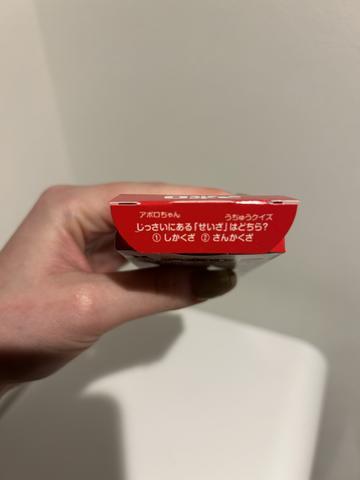 アポロちゃん　うちゅうクイズ
じっさいにある「せいざ」はどちら?
① しかくざ ② さんかくざ